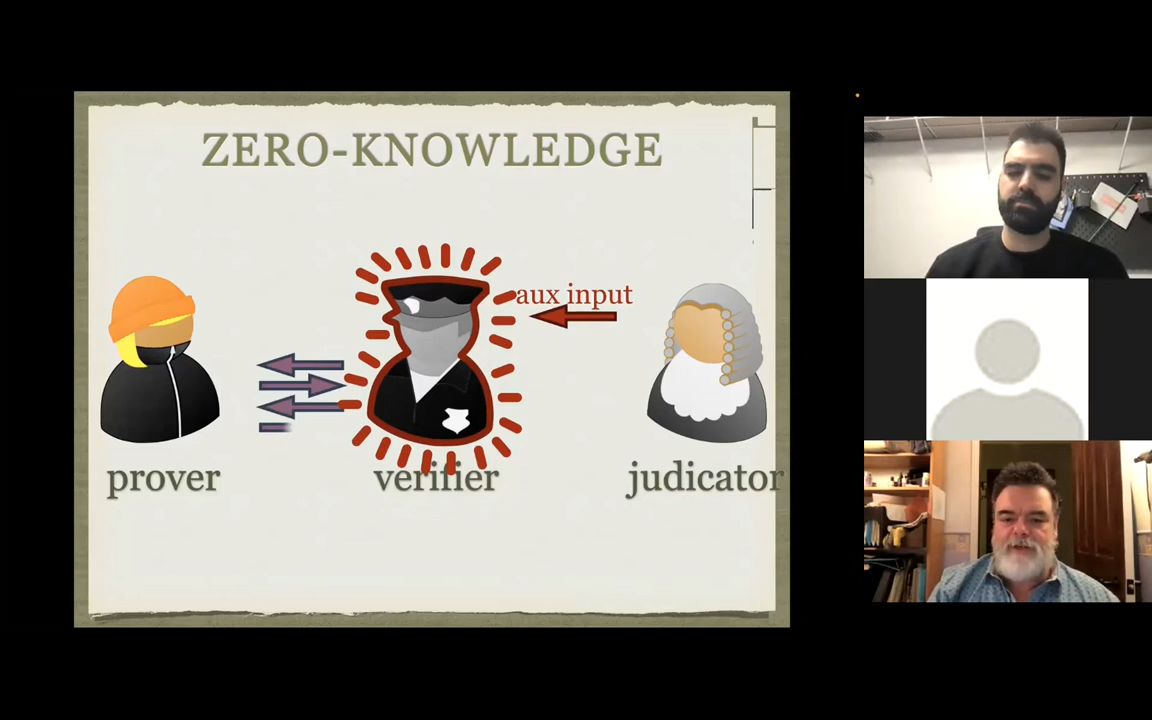 ZERO-KNOWLEDGE
aux input
prover
verifier
judicator